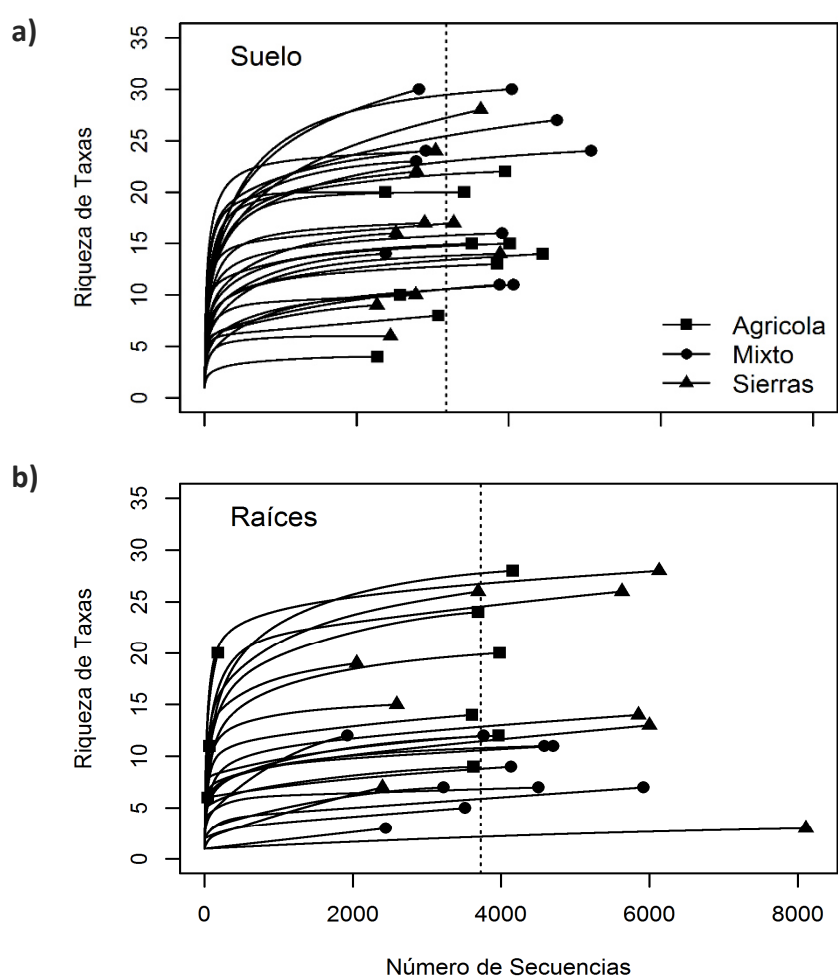 a)
Suelo
Riqueza de Taxas
35
30
25
20
15
10
5
0
Agricola
Mixto
Sierras
b)
Raíces
Riqueza de Taxas
35
30
25
20
15
10
5
0
0 2000 4000 6000 8000
Número de Secuencias